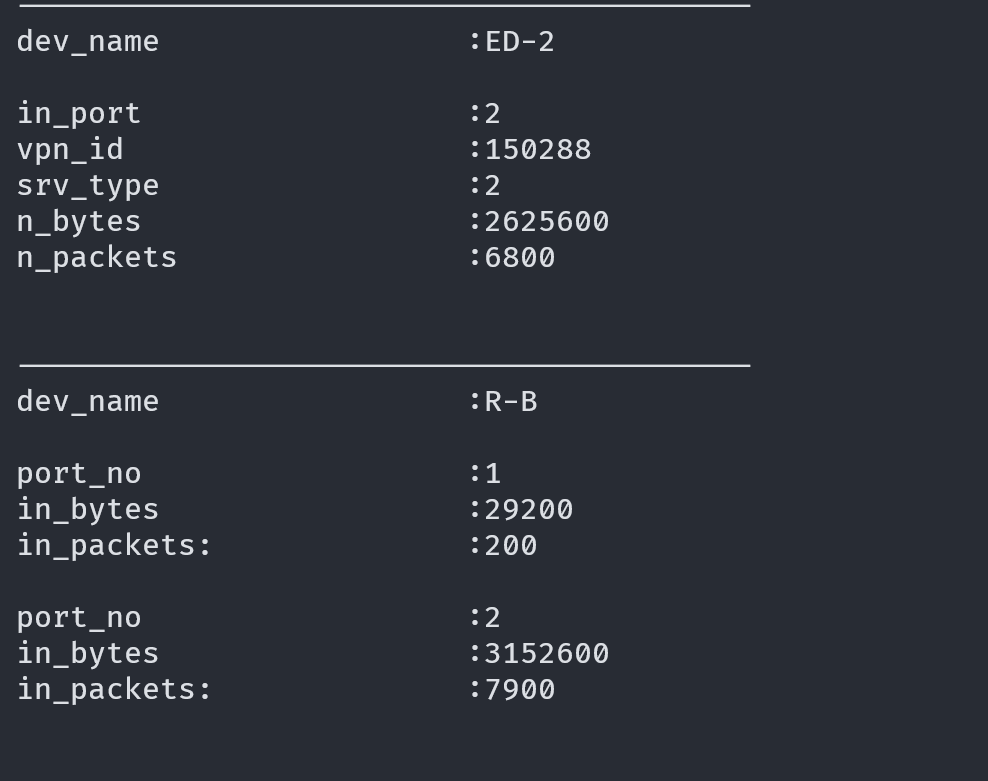 dev_name :ED-2
in_port :2
vpn_id :150288
srv_type :2
n_bytes :2625600
n_packets :6800
dev_name :R-B
port_no :1
in_bytes :29200
in_packets: :200
port_no :2
in_bytes :3152600
in_packets: :7900